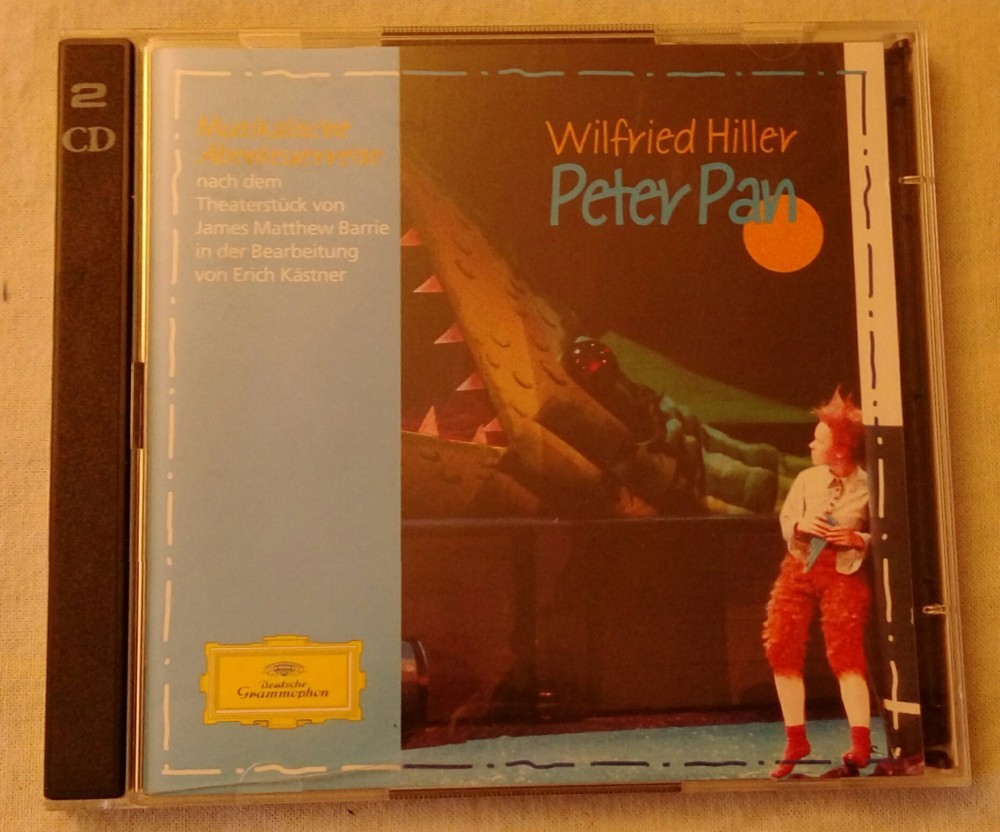 2
CD
Musikalische
Abenteuerreise
nach dem
Theaterstück von
James Matthew Barrie
in der Bearbeitung
von Erich Kästner
Wilfried Hiller
Peter Pan
Deutsche
Grammophon